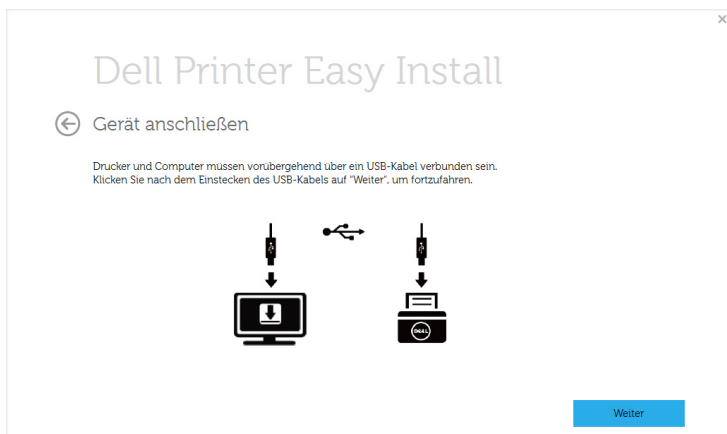 Dell Printer Easy Install
Gerät anschließen
Drucker und Computer müssen vorübergehend über ein USB-Kabel verbunden sein.
Klicken Sie nach dem Einstecken des USB-Kabels auf "Weiter", um fortzufahren.
DELL
Weiter